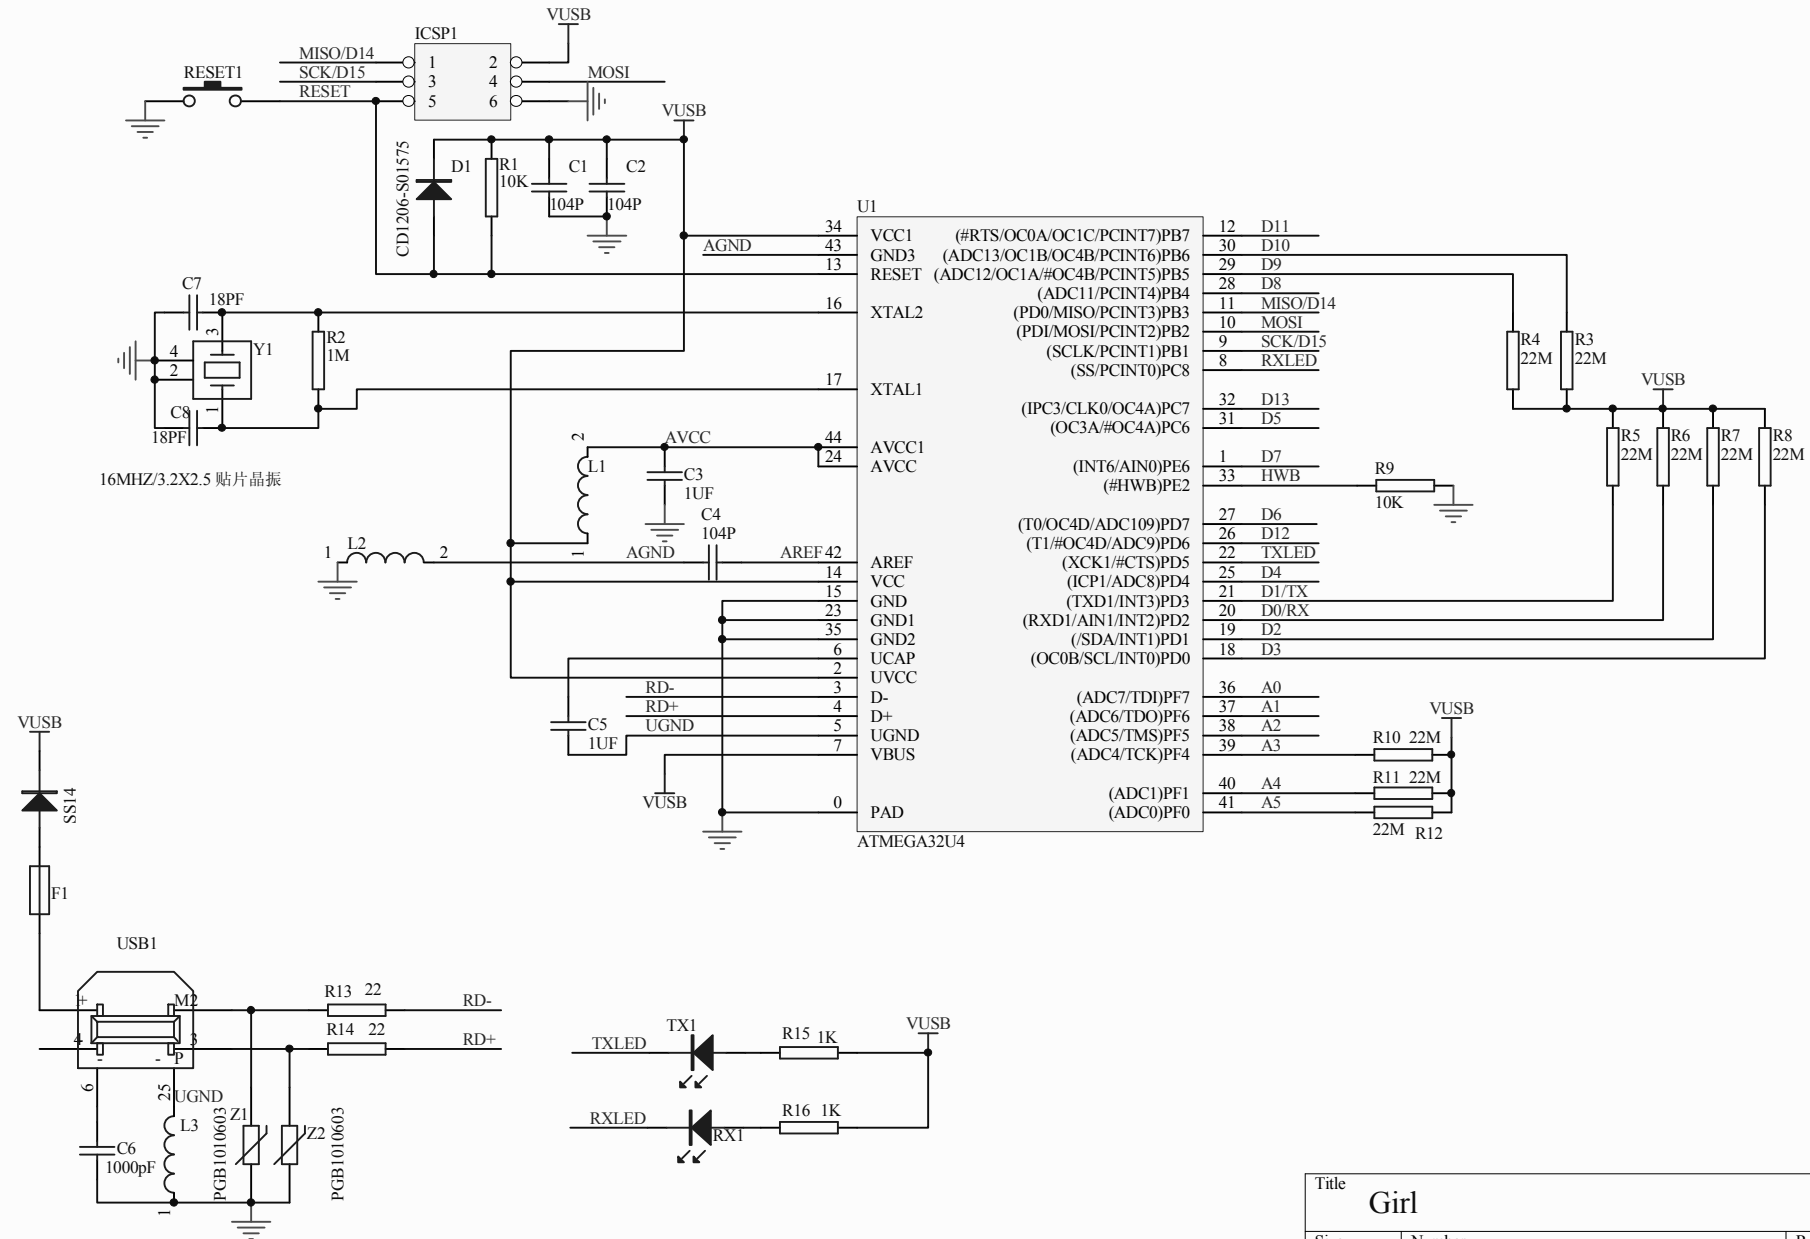 VUSB
ICSP1
MISO/D14 1 2
SCK/D15 3 4 MOSI
RESET 5 6
RESET1
VUSB
CD1206-S01575
D1
R1
10K
C1
104P
C2
104P
U1
34 VCC1
AGND 43 GND3
13 RESET
16 XTAL2
17 XTAL1
44 AVCC1
24 AVCC
AREF 42 AREF
14 VCC
15 GND
23 GND1
35 GND2
6 UCAP
2 UVCC
RD- 3 D-
RD+ 4 D+
UGND 5 UGND
7 VBUS
0 PAD
ATMEGA32U4
(#RTS/OC0A/OC1C/PCINT7)PB7 12 D11
(ADC13/OC1B/OC4B/PCINT6)PB6 30 D10
(ADC12/OC1A/#OC4B/PCINT5)PB5 29 D9
(ADC11/PCINT4)PB4 28 D8
(PD0/MISO/PCINT3)PB3 11 MISO/D14
(PDI/MOSI/PCINT2)PB2 10 MOSI
(SCLK/PCINT1)PB1 9 SCK/D15
(SS/PCINT0)PC8 8 RXLED
(IPC3/CLK0/OC4A)PC7 32 D13
(OC3A/#OC4A)PC6 31 D5
(INT6/AIN0)PE6 1 D7
(#HWB)PE2 33 HWB
(T0/OC4D/ADC109)PD7 27 D6
(T1/#OC4D/ADC9)PD6 26 D12
(XCK1/#CTS)PD5 22 TXLED
(ICP1/ADC8)PD4 25 D4
(TXD1/INT3)PD3 21 D1/TX
(RXD1/AIN1/INT2)PD2 20 D0/RX
(/SDA/INT1)PD1 19 D2
(OC0B/SCL/INT0)PD0 18 D3
(ADC7/TDI)PF7 36 A0
(ADC6/TDO)PF6 37 A1
(ADC5/TMS)PF5 38 A2
(ADC4/TCK)PF4 39 A3
(ADC1)PF1 40 A4
(ADC0)PF0 41 A5
C7
18PF
3
4
2
1
Y1
R2
1M
C8
18PF
16MHZ/3.2X2.5 贴片晶振
2
L1
1
AVCC
C3
1UF
C4
104P
1 L2 2
AGND
C5
1UF
VUSB
R4
22M
R3
22M
VUSB
R5
22M
R6
22M
R7
22M
R8
22M
R9
10K
VUSB
R10 22M
R11 22M
22M R12
VUSB
SS14
F1
USB1
+ M2
4 3
- - P
6
25
UGND
L3
1
C6
1000pF
R13 22 RD-
R14 22 RD+
PGB1010603
Z1
Z2
PGB1010603
TXLED TX1 R15 1K
VUSB
RXLED RX1 R16 1K
Title
Girl